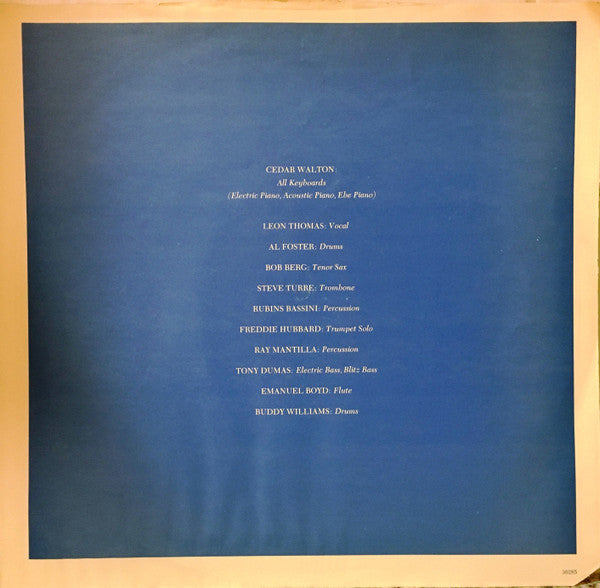 CEDAR WALTON:
All Keyboards
(Electric Piano, Acoustic Piano, Ebe Piano)
LEON THOMAS: Vocal
AL FOSTER: Drums
BOB BERG: Tenor Sax
STEVE TURRE: Trombone
RUBINS BASSINI: Percussion
FREDDIE HUBBARD: Trumpet Solo
RAY MANTILLA: Percussion
TONY DUMAS: Electric Bass, Blitz Bass
EMANUEL BOYD: Flute
BUDDY WILLIAMS: Drums
36285